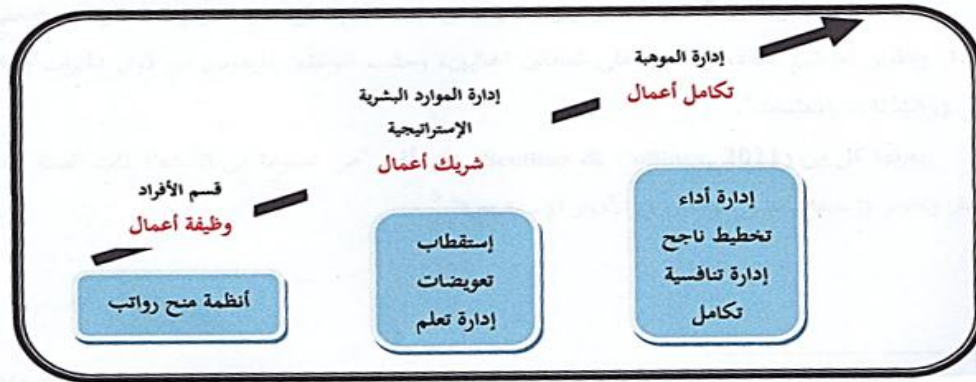 قسم الأفراد
وظيفة أعمال
أنظمة منح رواتب
إدارة الموارد البشرية
الإستراتيجية
شريك أعمال
إستقطاب
تعويضات
إدارة تعلم
إدارة الموهبة
تكامل أعمال
إدارة أداء
تخطيط ناجح
إدارة تنافسية
تكامل